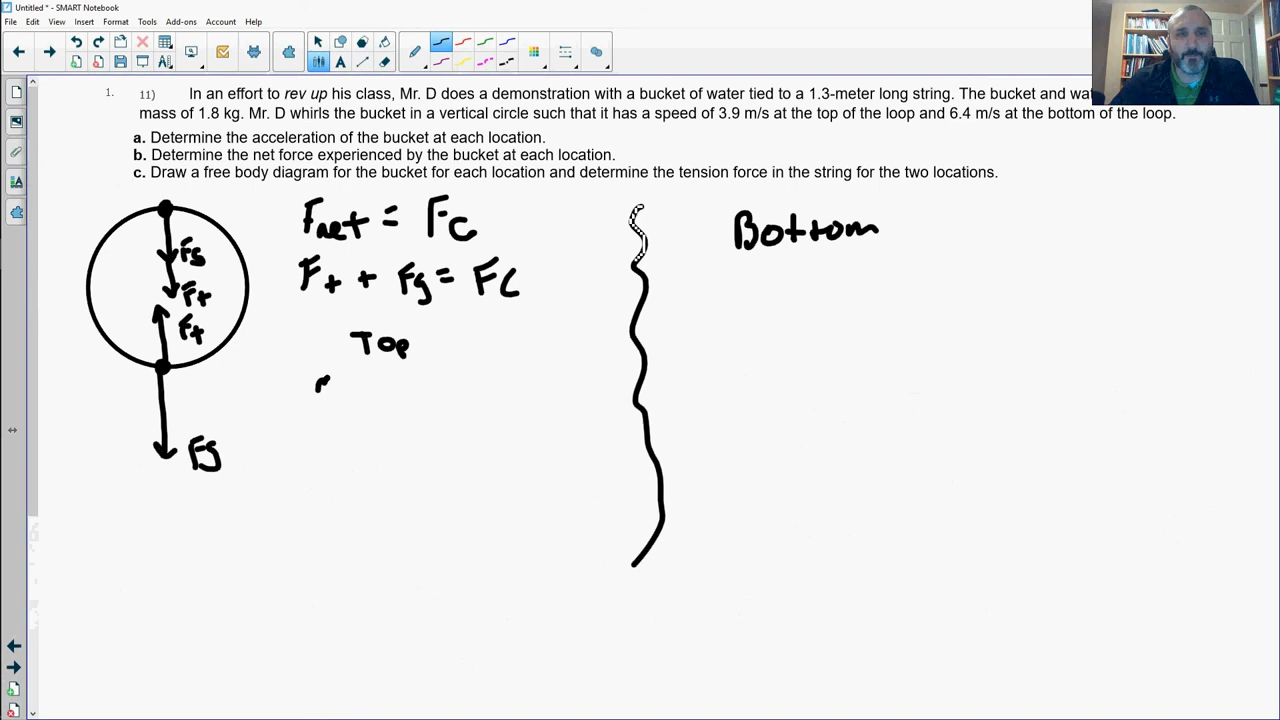 Untitled * - SMART Notebook
File Edit View Insert Format Tools Add-ons Account Help
1. 11) In an effort to rev up his class, Mr. D does a demonstration with a bucket of water tied to a 1.3-meter long string. The bucket and
mass of 1.8 kg. Mr. D whirls the bucket in a vertical circle such that it has a speed of 3.9 m/s at the top of the loop and 6.4 m/s at the bottom of the loop.
a. Determine the acceleration of the bucket at each location.
b. Determine the net force experienced by the bucket at each location.
c. Draw a free body diagram for the bucket for each location and determine the tension force in the string for the two locations.
Fnet = Fc
Bottom
Fg
Ft + Fg = Fc
Ft
Ft
Top
Fg